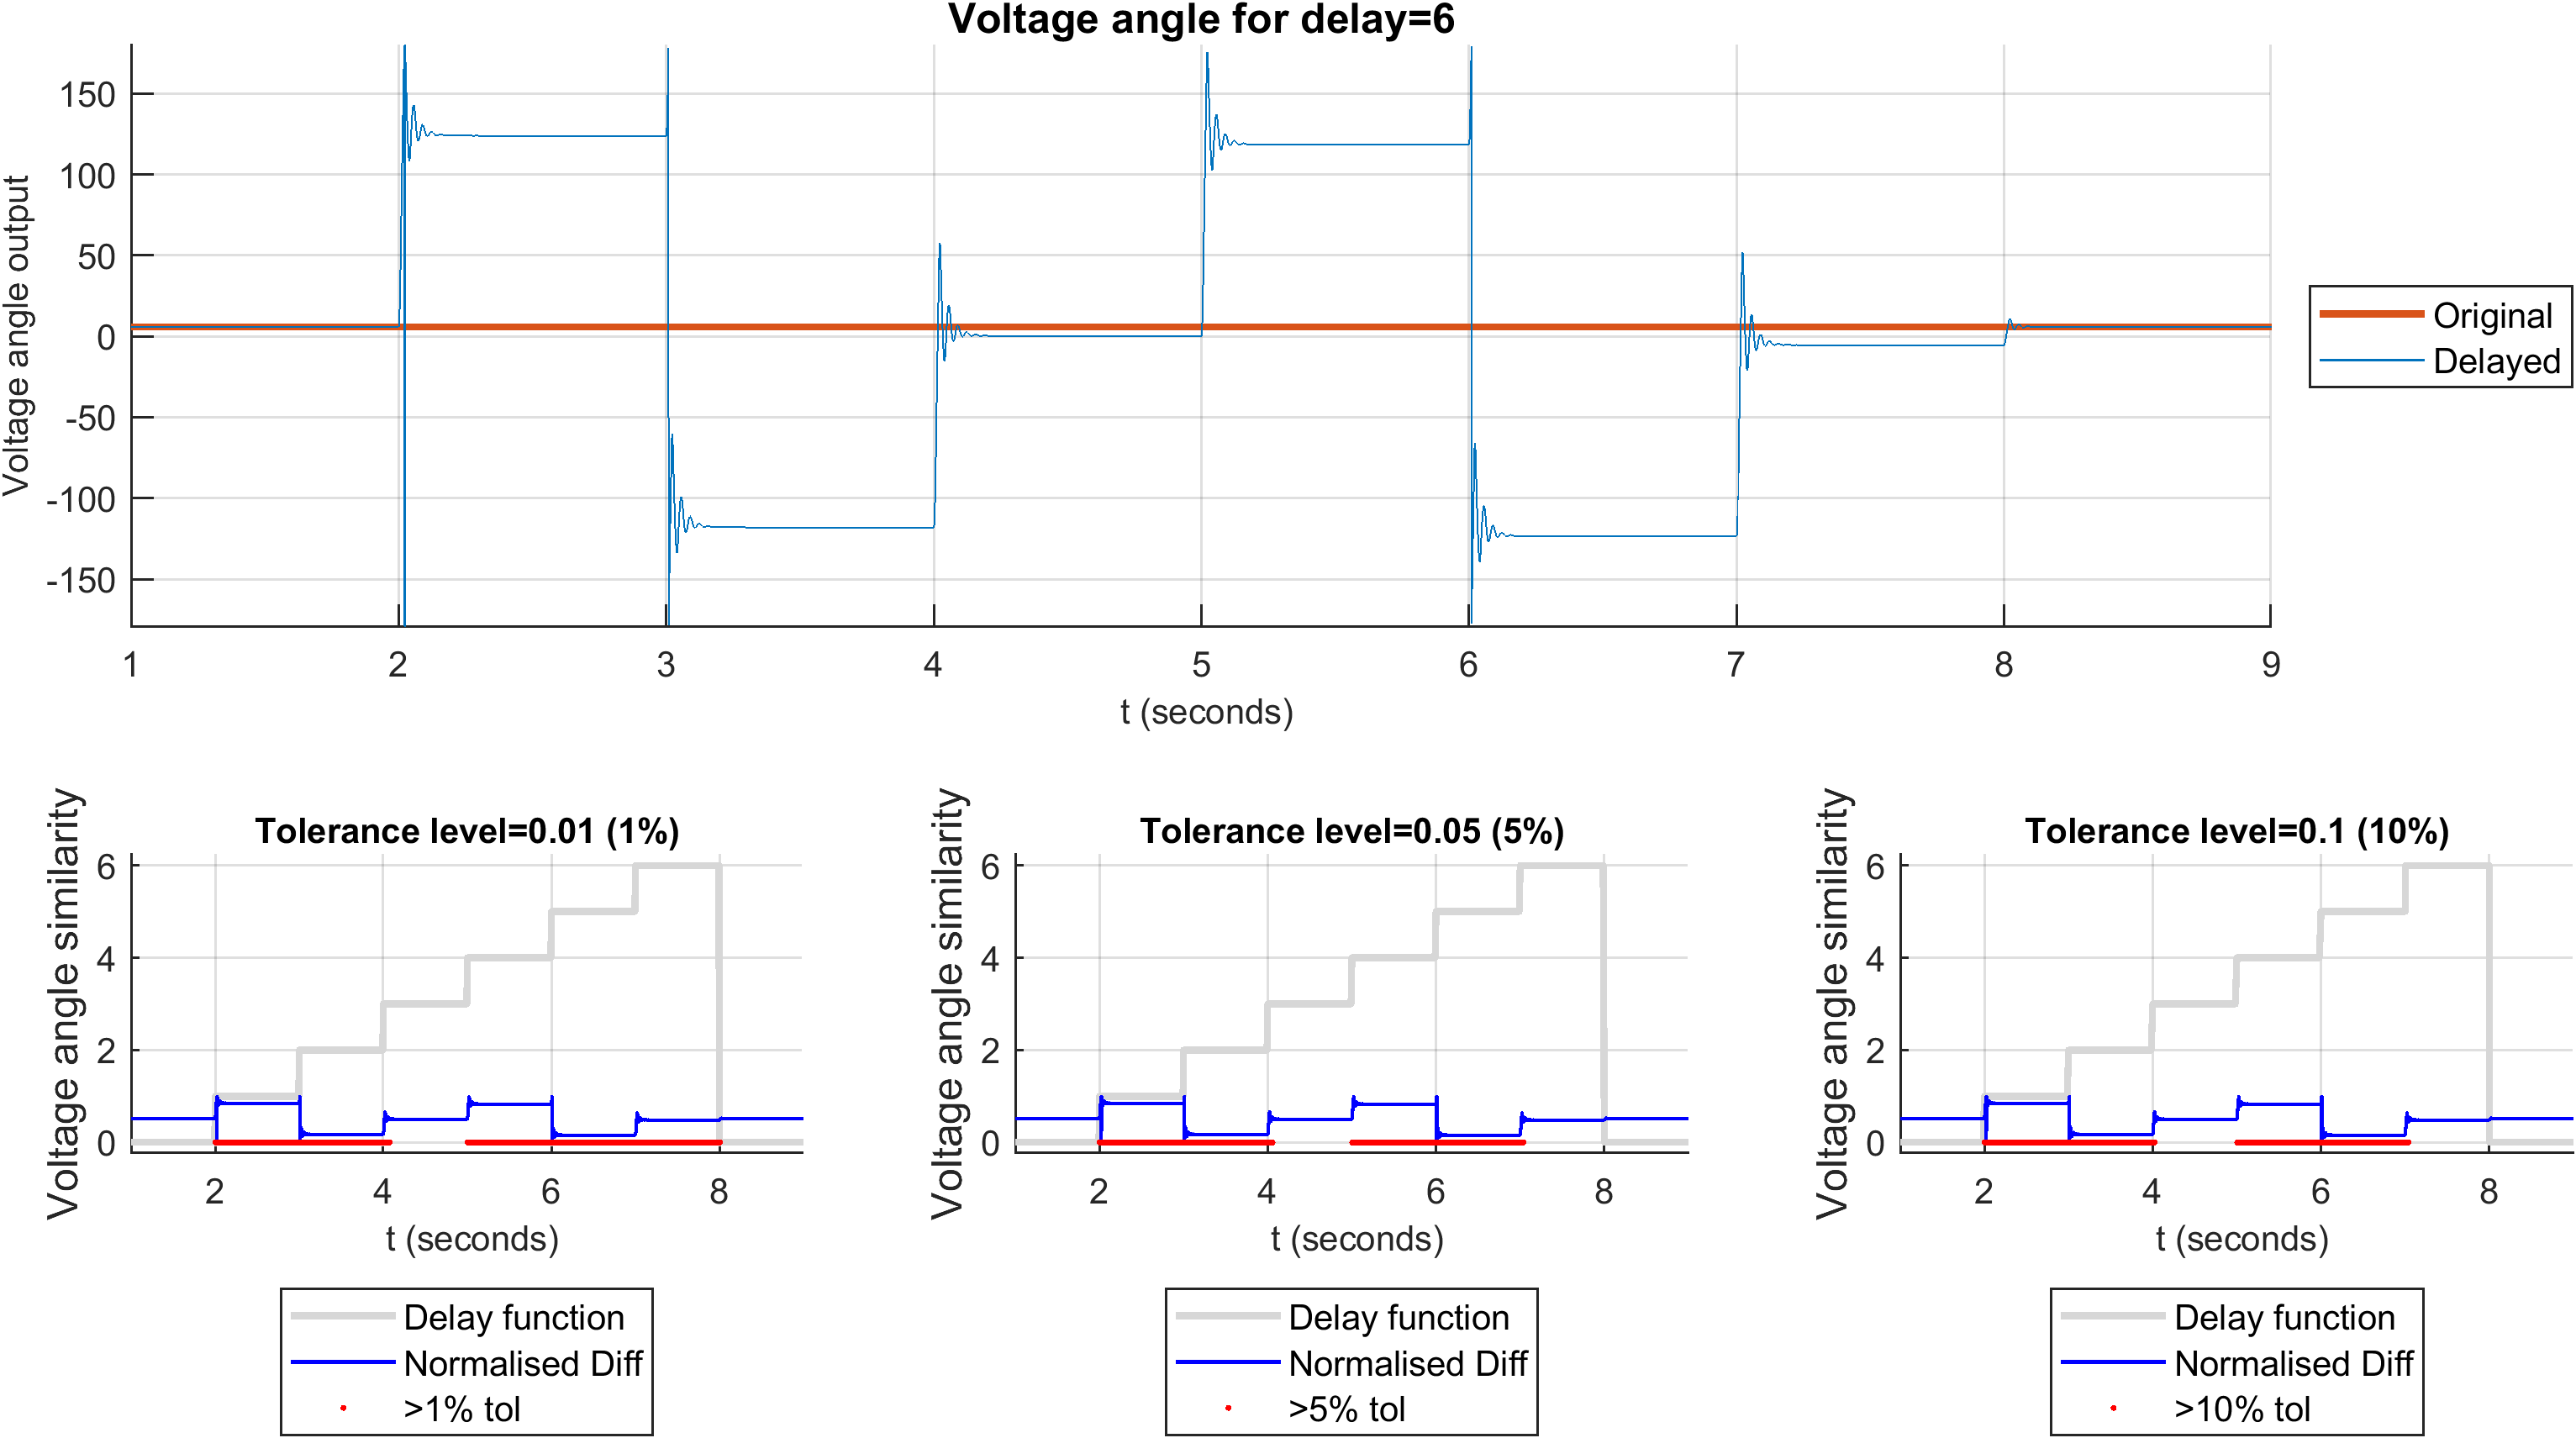 Voltage angle for delay=6
Voltage angle output
150
100
50
0
-50
-100
-150
1 2 3 4 5 6 7 8 9
t (seconds)
Original
Delayed
Tolerance level=0.01 (1%)
Voltage angle similarity
6
4
2
0
2 4 6 8
t (seconds)
Delay function
Normalised Diff
>1% tol
Tolerance level=0.05 (5%)
Voltage angle similarity
6
4
2
0
2 4 6 8
t (seconds)
Delay function
Normalised Diff
>5% tol
Tolerance level=0.1 (10%)
Voltage angle similarity
6
4
2
0
2 4 6 8
t (seconds)
Delay function
Normalised Diff
>10% tol